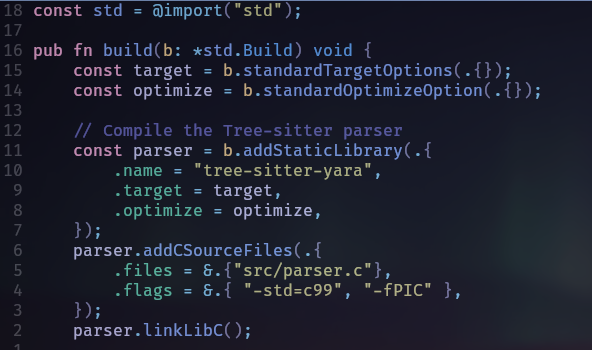 18 const std = @import("std");
17
16 pub fn build(b: *std.Build) void {
15     const target = b.standardTargetOptions(.{});
14     const optimize = b.standardOptimizeOption(.{});
13
12     // Compile the Tree-sitter parser
11     const parser = b.addStaticLibrary(.{
10         .name = "tree-sitter-yara",
9         .target = target,
8         .optimize = optimize,
7     });
6     parser.addCSourceFiles(.{
5         .files = &.{"src/parser.c"},
4         .flags = &.{ "-std=c99", "-fPIC" },
3     });
2     parser.linkLibC();
1